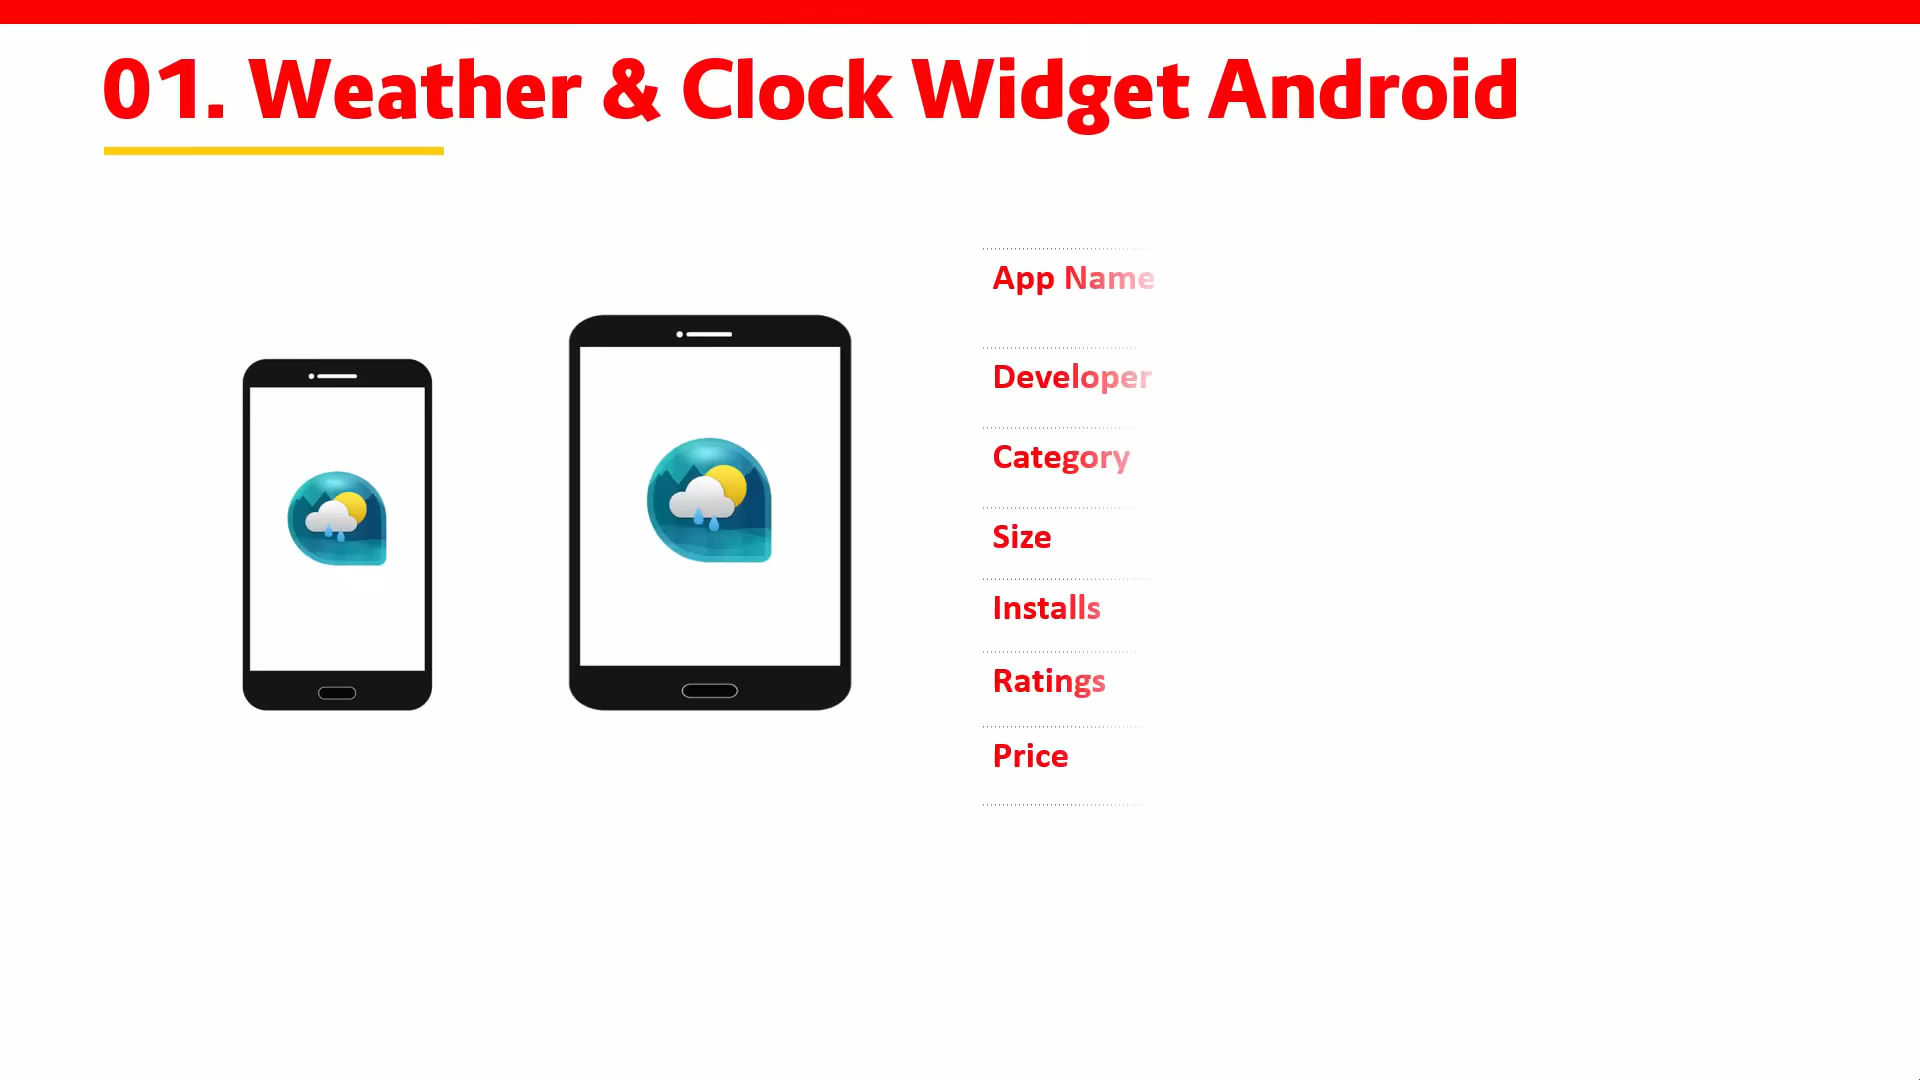 01. Weather & Clock Widget Android
App Name
Developer
Category
Size
Installs
Ratings
Price